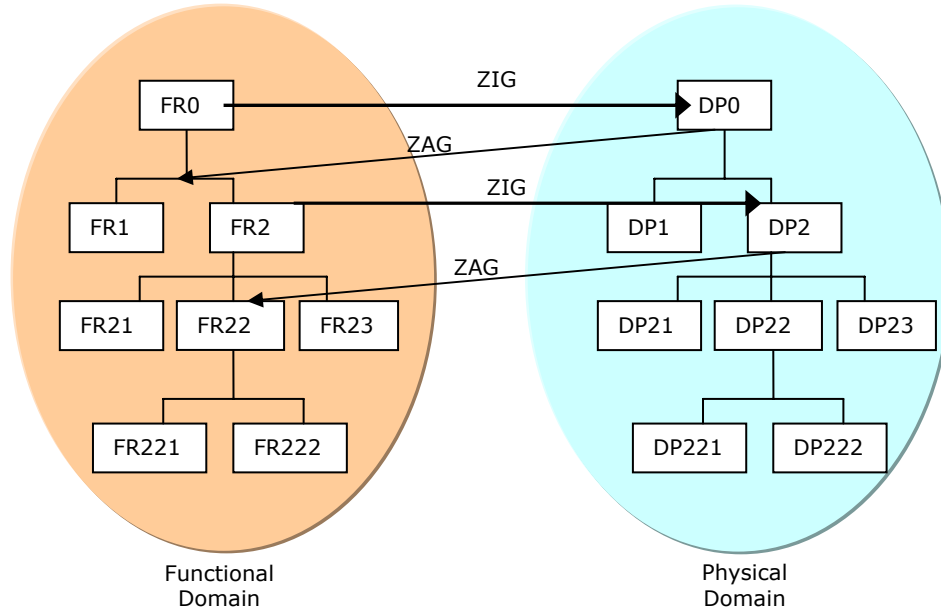 ZIG
FR0
DP0
ZAG
ZIG
FR1
FR2
DP1
DP2
ZAG
FR21
FR22
FR23
DP21
DP22
DP23
FR221
FR222
DP221
DP222
Functional
Domain
Physical
Domain